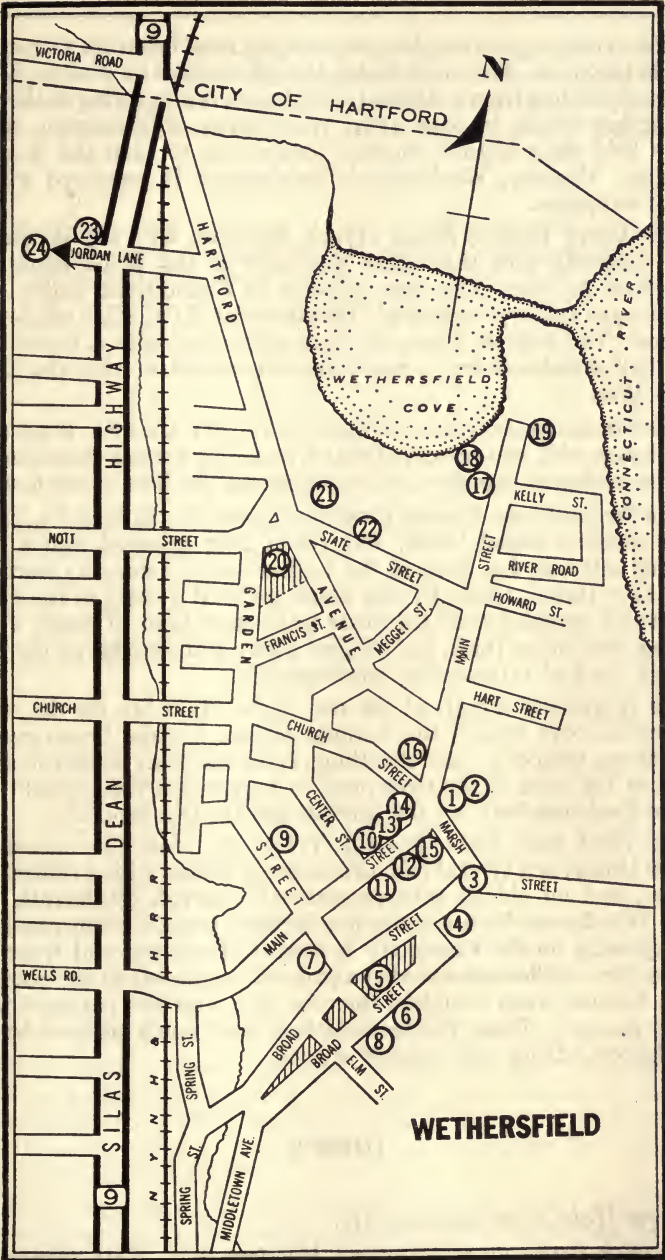 9
VICTORIA ROAD
N
CITY OF HARTFORD
23
24
JORDAN LANE
HARTFORD
AVENUE
WETHERSFIELD
COVE
CONNECTICUT RIVER
SILAS DEAN HIGHWAY
19
18
17
KELLY ST.
21
22
STATE STREET
NOTT STREET
20
GARDEN STREET
MAIN STREET
RIVER ROAD
HOWARD ST.
FRANCIS ST.
MEGGET ST.
CHURCH STREET
HART STREET
CHURCH STREET
16
1
2
14
13
10
CENTER ST.
9
15
12
11
MARSH STREET
3
MAIN STREET
4
WELLS RD.
7
5
BROAD STREET
BROAD STREET
6
8
ELM ST.
N Y N H & H R R
SPRING ST.
SPRING ST.
MIDDLETOWN AVE.
WETHERSFIELD
9